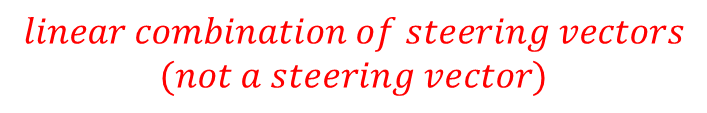 linear combination of steering vectors
(not a steering vector)